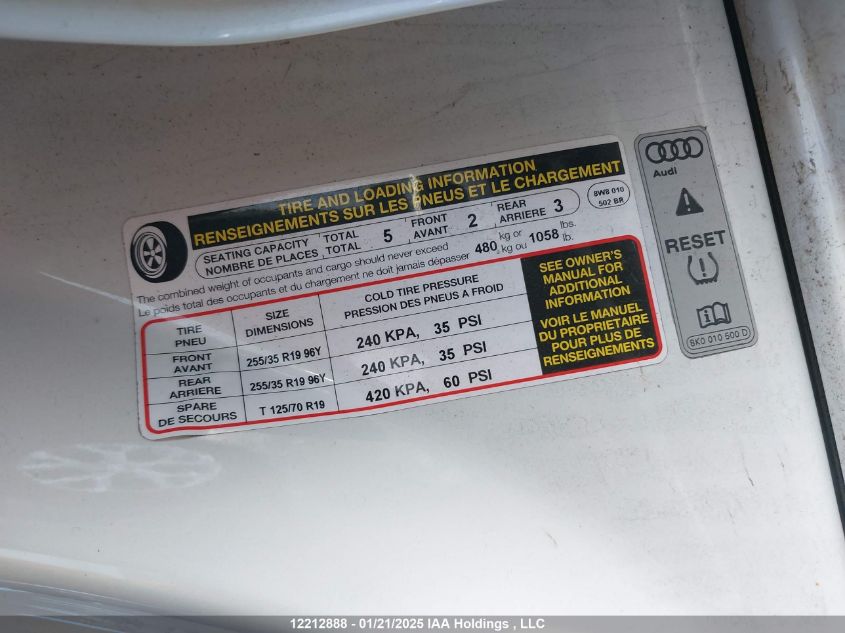 TIRE AND LOADING INFORMATION
RENSEIGNEMENTS SUR LES PNEUS ET LE CHARGEMENT
SEATING CAPACITY TOTAL 5 FRONT 2 REAR 3
NOMBRE DE PLACES TOTAL AVANT ARRIERE
8W8 010
502 BR
The combined weight of occupants and cargo should never exceed 480 kg or 1058 lbs.
Le poids total des occupants et du chargement ne doit jamais dépasser kg ou lb.
TIRE
PNEU
SIZE
DIMENSIONS
COLD TIRE PRESSURE
PRESSION DES PNEUS A FROID
FRONT
AVANT
255/35 R19 96Y
240 KPA, 35 PSI
REAR
ARRIERE
255/35 R19 96Y
240 KPA, 35 PSI
SPARE
DE SECOURS
T 125/70 R19
420 KPA, 60 PSI
SEE OWNER'S
MANUAL FOR
ADDITIONAL
INFORMATION
VOIR LE MANUEL
DU PROPRIETAIRE
POUR PLUS DE
RENSEIGNEMENTS
Audi
RESET
8K0 010 500 D
12212888 - 01/21/2025 IAA Holdings , LLC